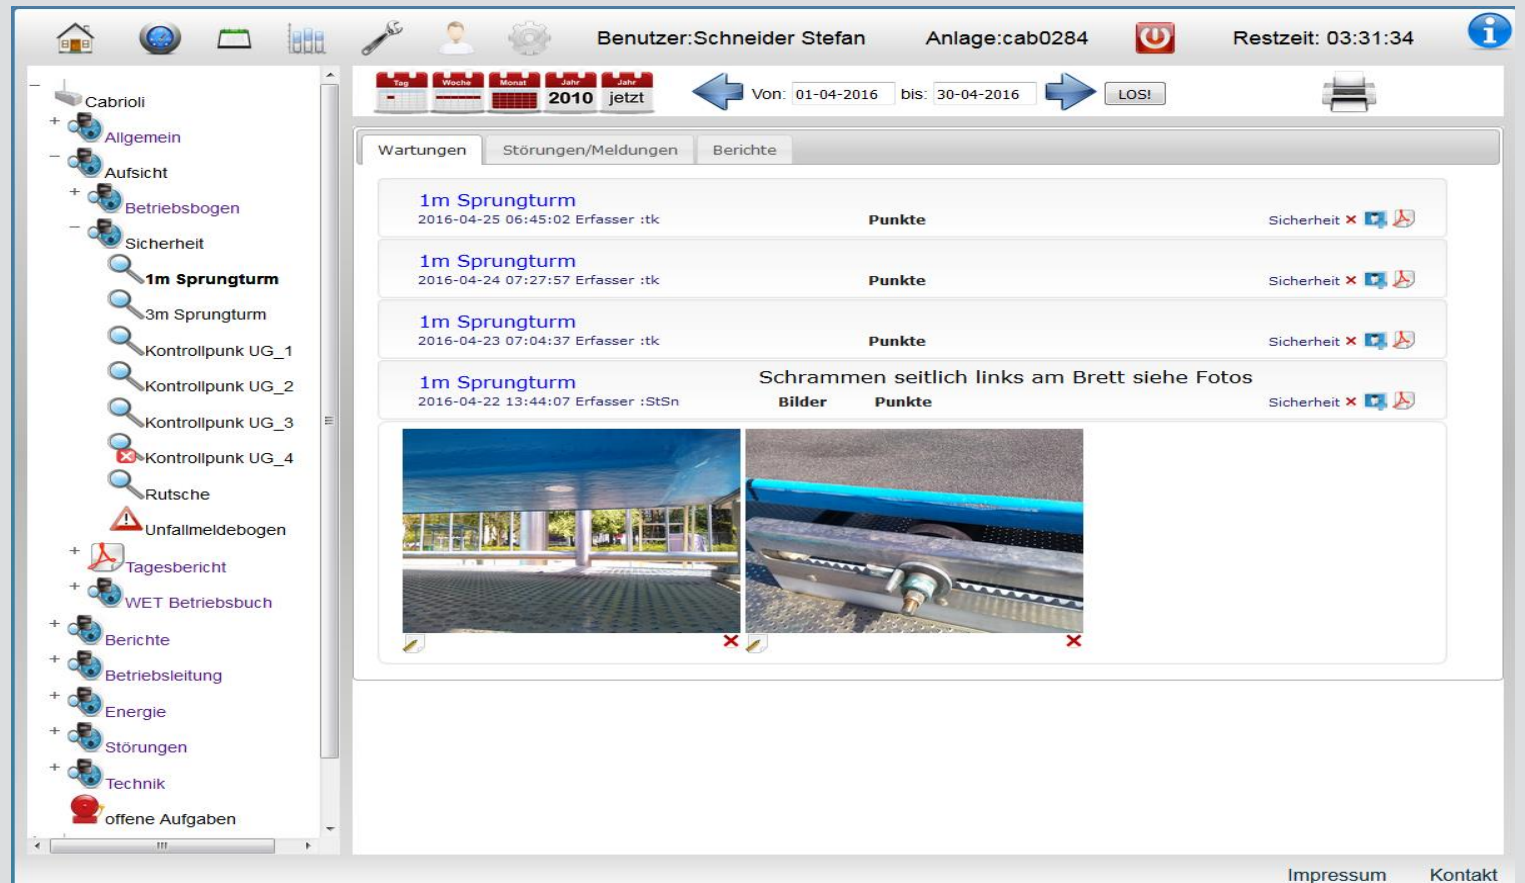 Benutzer:Schneider Stefan Anlage:cab0284 Restzeit: 03:31:34
Cabrioli
Allgemein
Aufsicht
Betriebsbogen
Sicherheit
1m Sprungturm
3m Sprungturm
Kontrollpunk UG_1
Kontrollpunk UG_2
Kontrollpunk UG_3
Kontrollpunk UG_4
Rutsche
Unfallmeldebogen
Tagesbericht
WET Betriebsbuch
Berichte
Betriebsleitung
Energie
Störungen
Technik
offene Aufgaben
Tag Woche Monat Jahr Jahr
2010 jetzt
Von: 01-04-2016 bis: 30-04-2016 LOS!
Wartungen Störungen/Meldungen Berichte
1m Sprungturm
2016-04-25 06:45:02 Erfasser :tk Punkte Sicherheit
1m Sprungturm
2016-04-24 07:27:57 Erfasser :tk Punkte Sicherheit
1m Sprungturm
2016-04-23 07:04:37 Erfasser :tk Punkte Sicherheit
1m Sprungturm Schrammen seitlich links am Brett siehe Fotos
2016-04-22 13:44:07 Erfasser :StSn Bilder Punkte Sicherheit
Impressum Kontakt